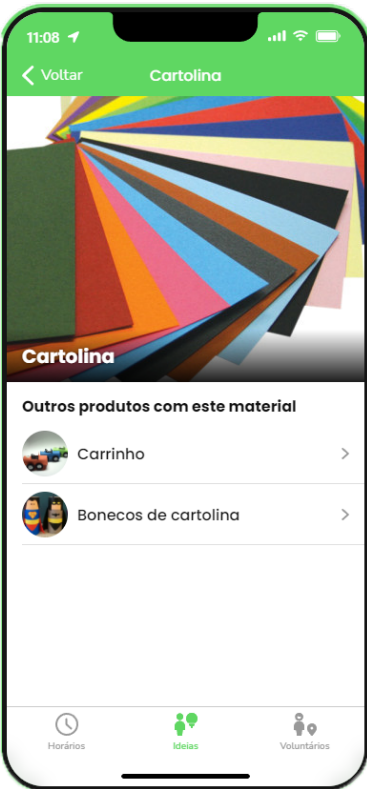 11:08
Voltar
Cartolina
Cartolina
Outros produtos com este material
Carrinho
Bonecos de cartolina
Horários
Ideias
Voluntários